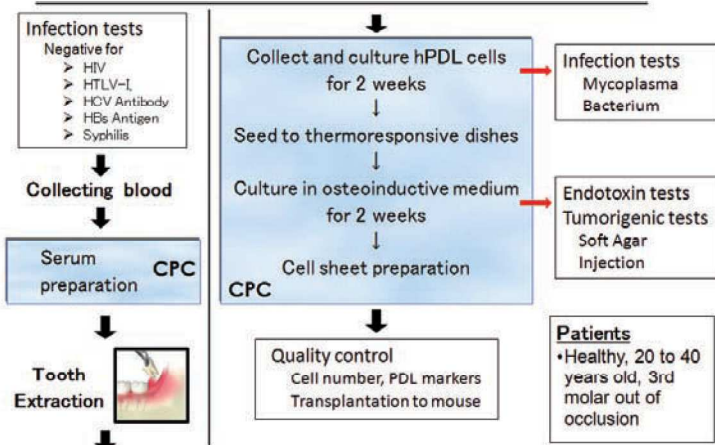 Infection tests
Negative for
➢ HIV
➢ HTLV-I,
➢ HCV Antibody
➢ HBs Antigen
➢ Syphilis
Collecting blood
Serum
preparation
CPC
Tooth
Extraction
Collect and culture hPDL cells
for 2 weeks
↓
Seed to thermoresponsive dishes
↓
Culture in osteoinductive medium
for 2 weeks
↓
Cell sheet preparation
CPC
Quality control
Cell number, PDL markers
Transplantation to mouse
Infection tests
Mycoplasma
Bacterium
Endotoxin tests
Tumorigenic tests
Soft Agar
Injection
Patients
•Healthy, 20 to 40
years old, 3rd
molar out of
occlusion